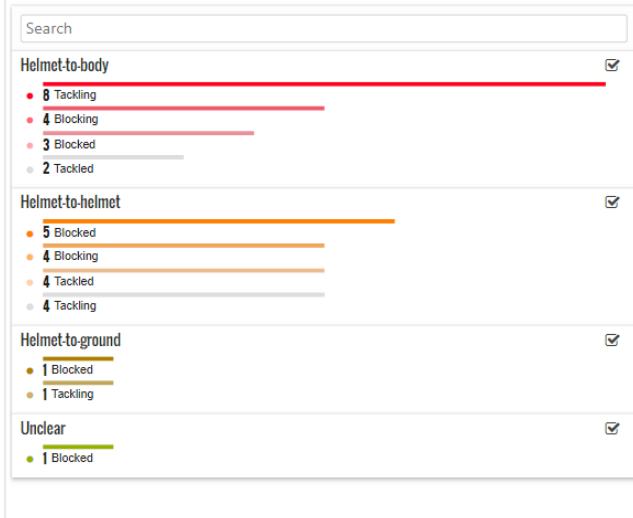 Search
Helmet-to-body
8 Tackling
4 Blocking
3 Blocked
2 Tackled
Helmet-to-helmet
5 Blocked
4 Blocking
4 Tackled
4 Tackling
Helmet-to-ground
1 Blocked
1 Tackling
Unclear
1 Blocked